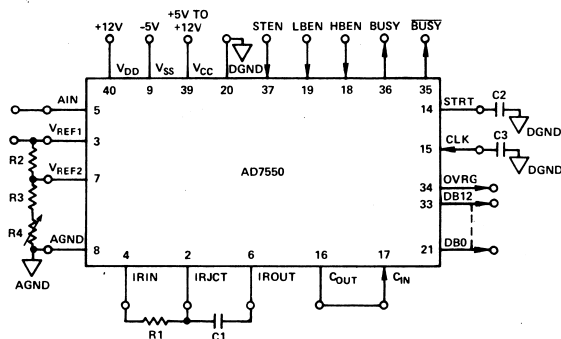 +12V
-5V
+5V TO
+12V
STEN
LBEN
HBEN
BUSY
BUSY
VDD
VSS
VCC
DGND
40
9
39
20
37
19
18
36
35
AIN
5
14
STRT
C2
DGND
VREF1
3
R2
15
CLK
C3
DGND
VREF2
7
AD7550
R3
34
OVRG
33
DB12
R4
AGND
8
21
DB0
AGND
4
IRIN
2
IRJCT
6
IROUT
16
COUT
17
CIN
R1
C1